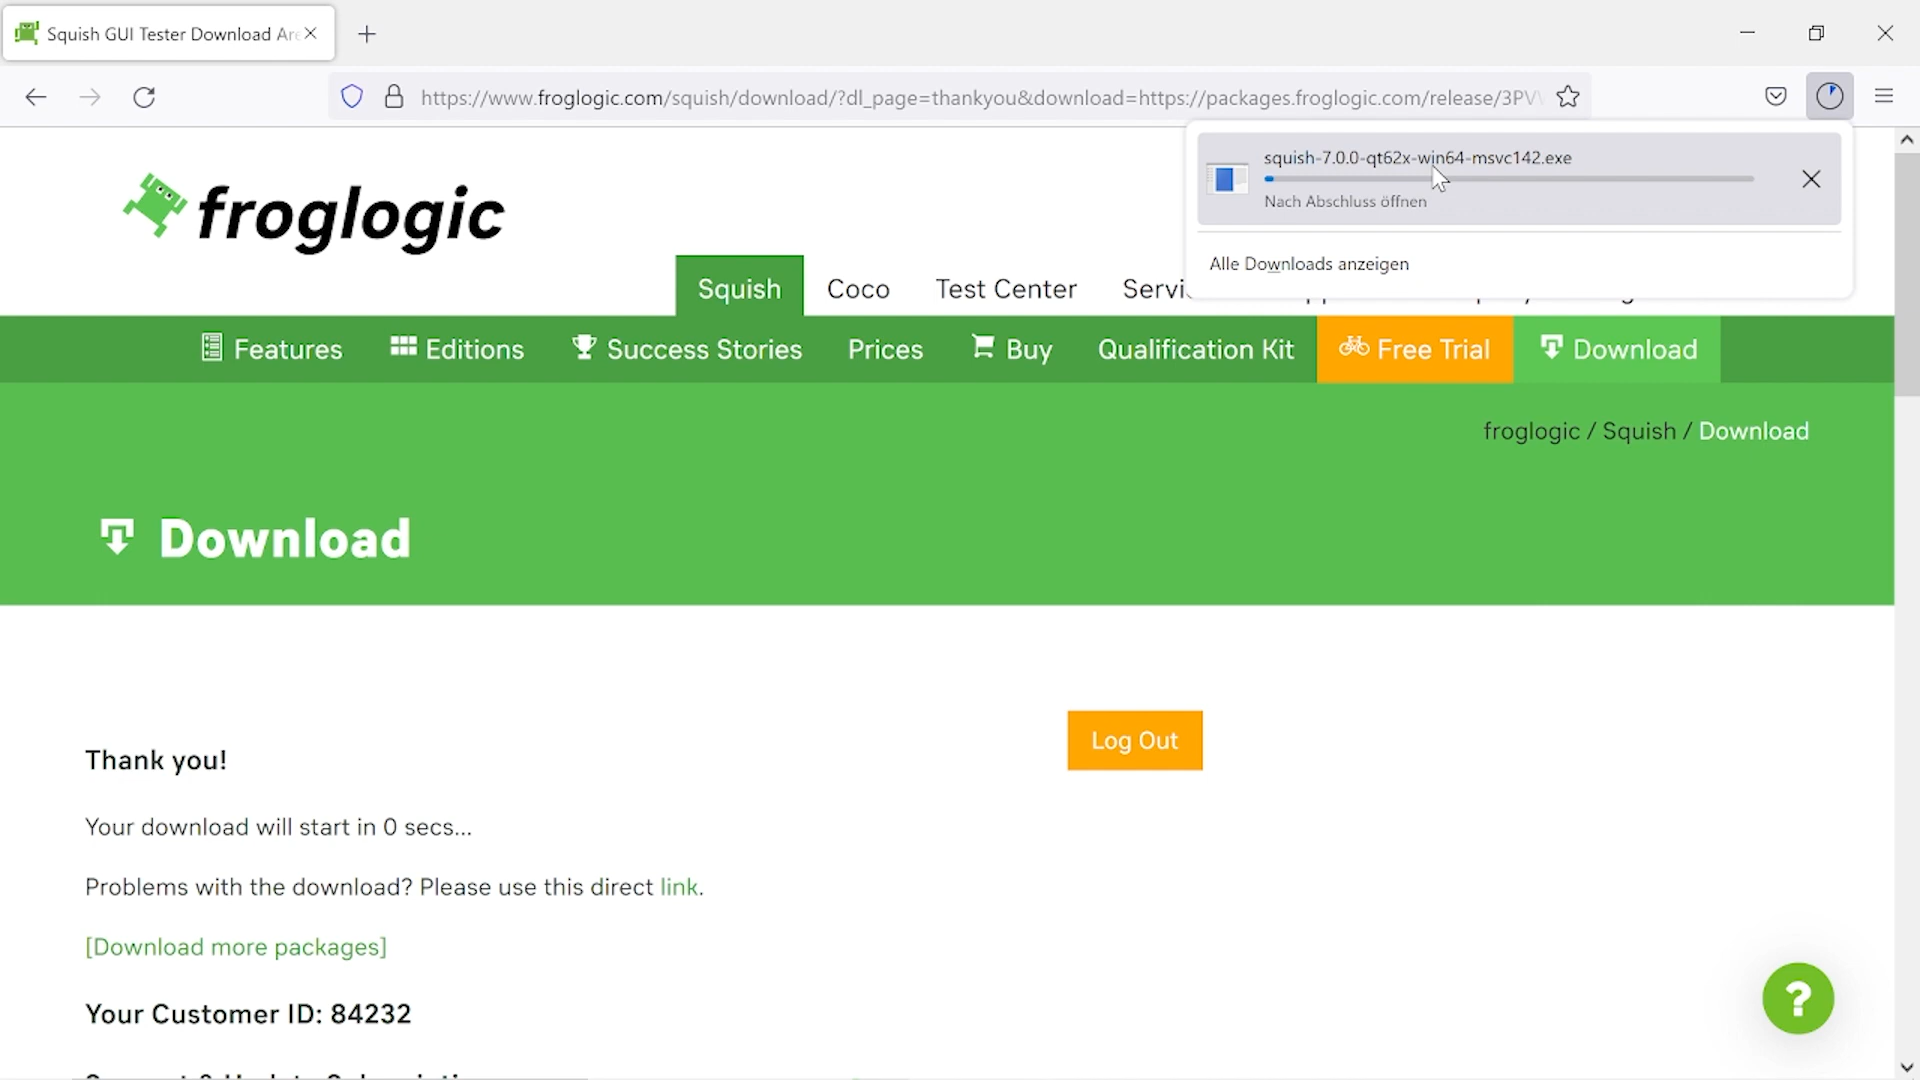 Squish GUI Tester Download Are
https://www.froglogic.com/squish/download/?dl_page=thankyou&download=https://packages.froglogic.com/release/3PV
squish-7.0.0-qt62x-win64-msvc142.exe
Nach Abschluss öffnen
Alle Downloads anzeigen
froglogic
Squish Coco Test Center Servi
Features Editions Success Stories Prices Buy Qualification Kit Free Trial Download
froglogic / Squish / Download
Download
Log Out
Thank you!
Your download will start in 0 secs...
Problems with the download? Please use this direct link.
[Download more packages]
Your Customer ID: 84232
?